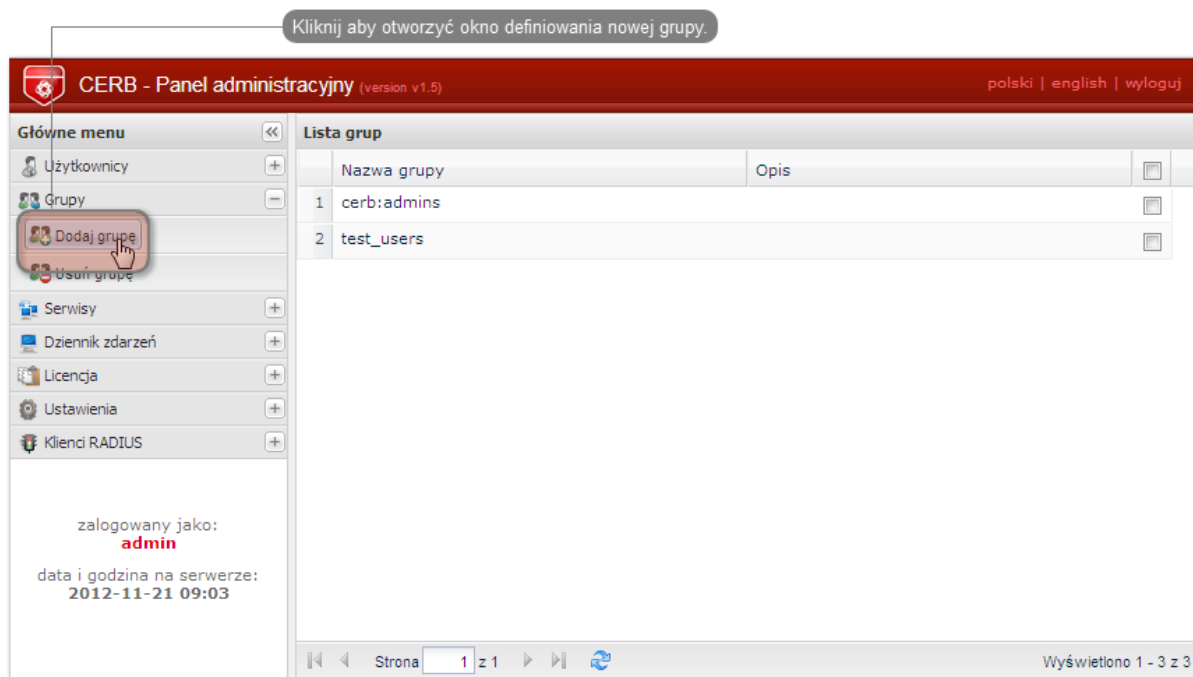 Kliknij aby otworzyć okno definiowania nowej grupy.
CERB - Panel administracyjny (version v1.5)
polski | english | wyloguj
Główne menu
Użytkownicy
Grupy
Dodaj grupę
Usuń grupę
Serwisy
Dziennik zdarzeń
Licencja
Ustawienia
Klienci RADIUS
zalogowany jako:
admin
data i godzina na serwerze:
2012-11-21 09:03
Lista grup
Nazwa grupy Opis
1 cerb:admins
2 test_users
Strona 1 z 1
Wyświetlono 1 - 3 z 3